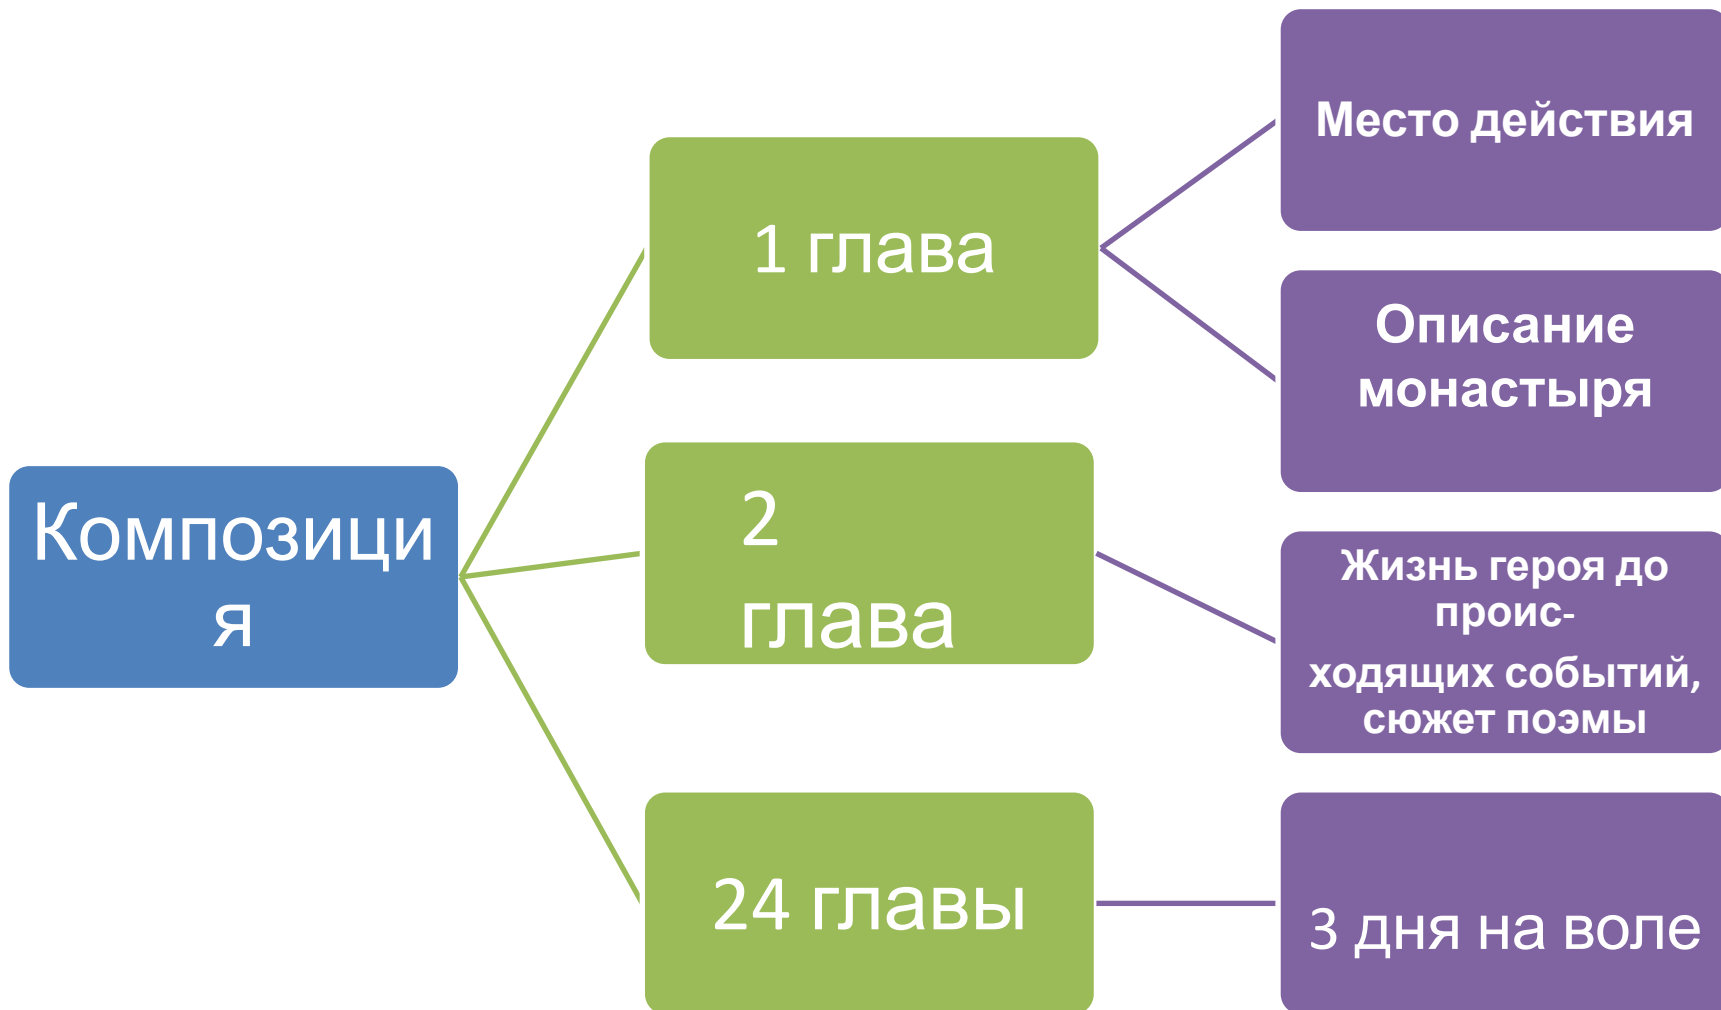 Композици
я
1 глава
2
глава
24 главы
Место действия
Описание
монастыря
Жизнь героя до
проис-
ходящих событий,
сюжет поэмы
3 дня на воле